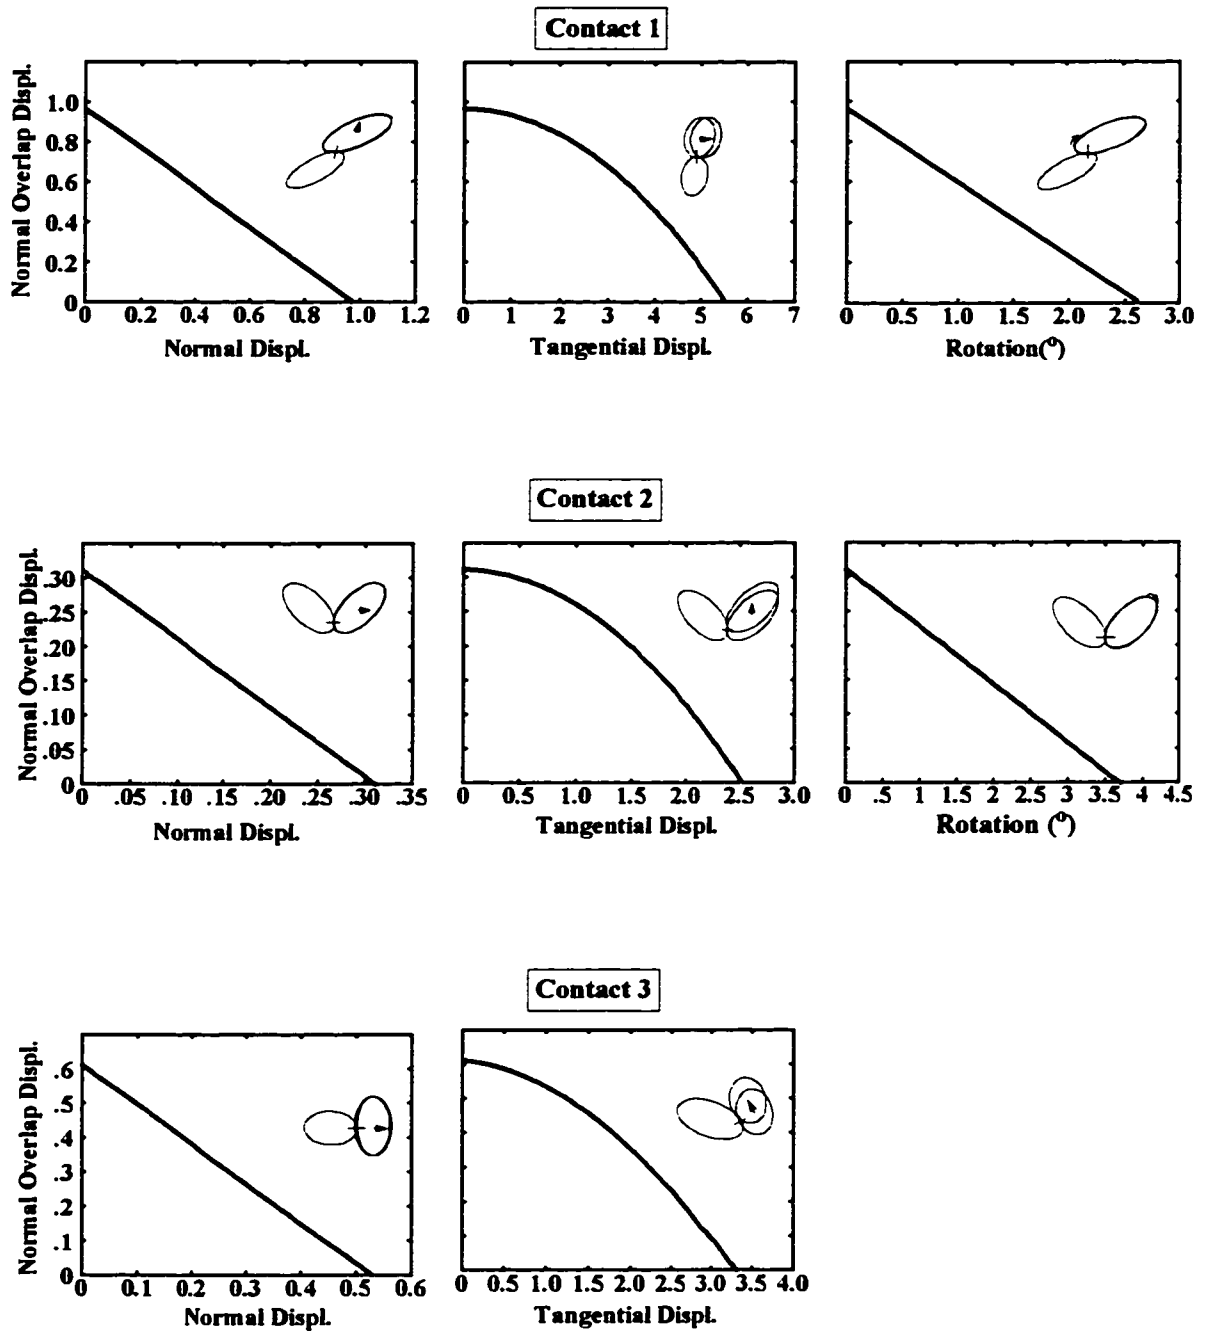 Contact 1
Normal Overlap Displ.
1.0
0.8
0.6
0.4
0.2
0
0 0.2 0.4 0.6 0.8 1.0 1.2
Normal Displ.
0 1 2 3 4 5 6 7
Tangential Displ.
0 0.5 1.0 1.5 2.0 2.5 3.0
Rotation(º)
Contact 2
Normal Overlap Displ.
.30
.25
.20
.15
.10
.05
0
0 .05 .10 .15 .20 .25 .30 .35
Normal Displ.
0 0.5 1.0 1.5 2.0 2.5 3.0
Tangential Displ.
0 .5 1 1.5 2 2.5 3 3.5 4 4.5
Rotation (º)
Contact 3
Normal Overlap Displ.
.6
.5
.4
.3
.2
.1
0
0 0.1 0.2 0.3 0.4 0.5 0.6
Normal Displ.
0 0.5 1.0 1.5 2.0 2.5 3.0 3.5 4.0
Tangential Displ.